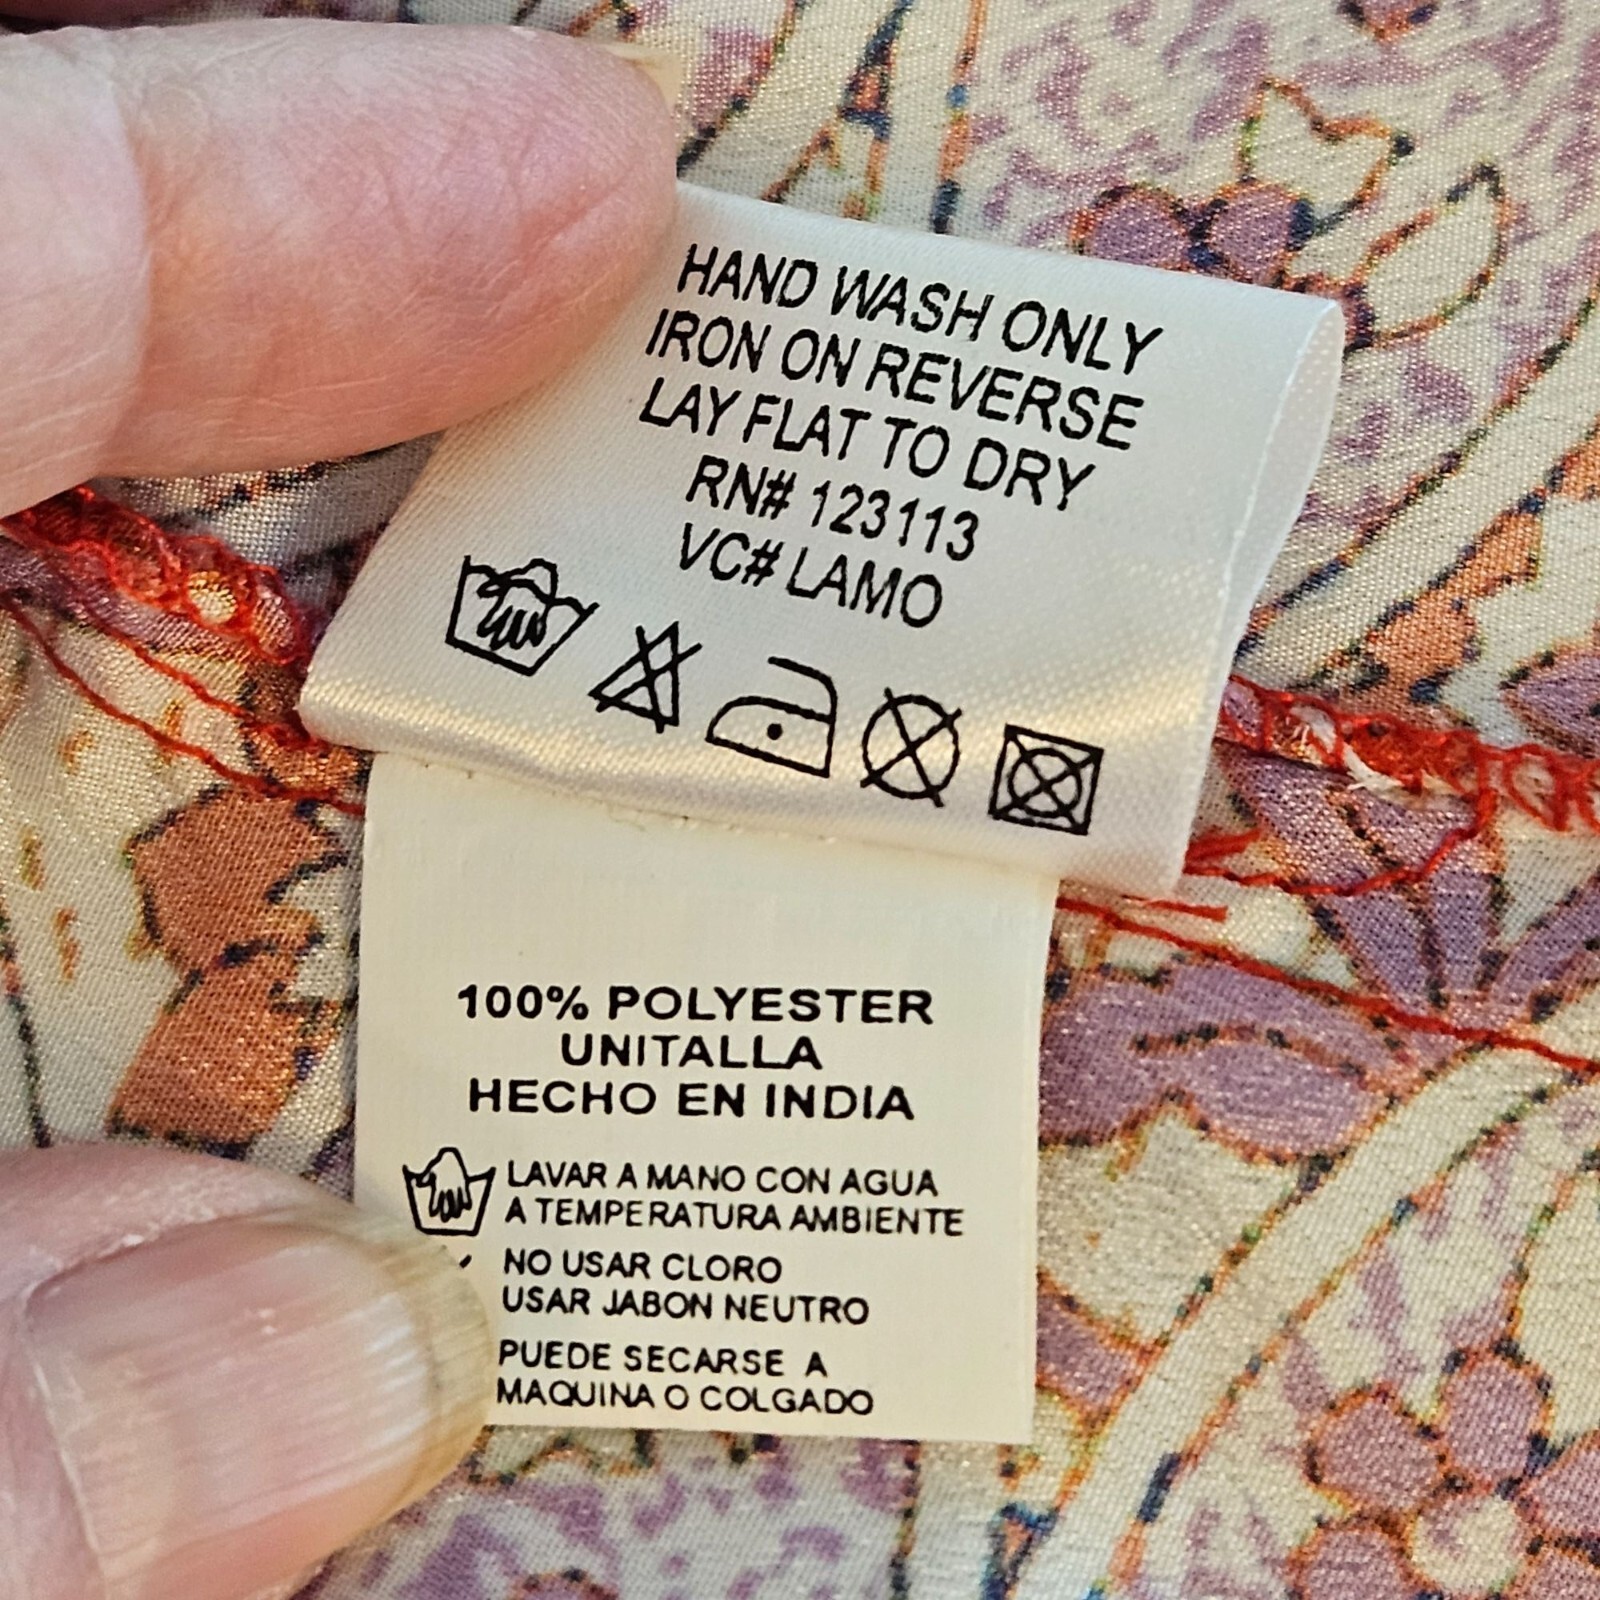 HAND WASH ONLY
IRON ON REVERSE
LAY FLAT TO DRY
RN# 123113
VC# LAMO
100% POLYESTER
UNITALLA
HECHO EN INDIA
LAVAR A MANO CON AGUA
A TEMPERATURA AMBIENTE
NO USAR CLORO
USAR JABON NEUTRO
PUEDE SECARSE A
MAQUINA O COLGADO